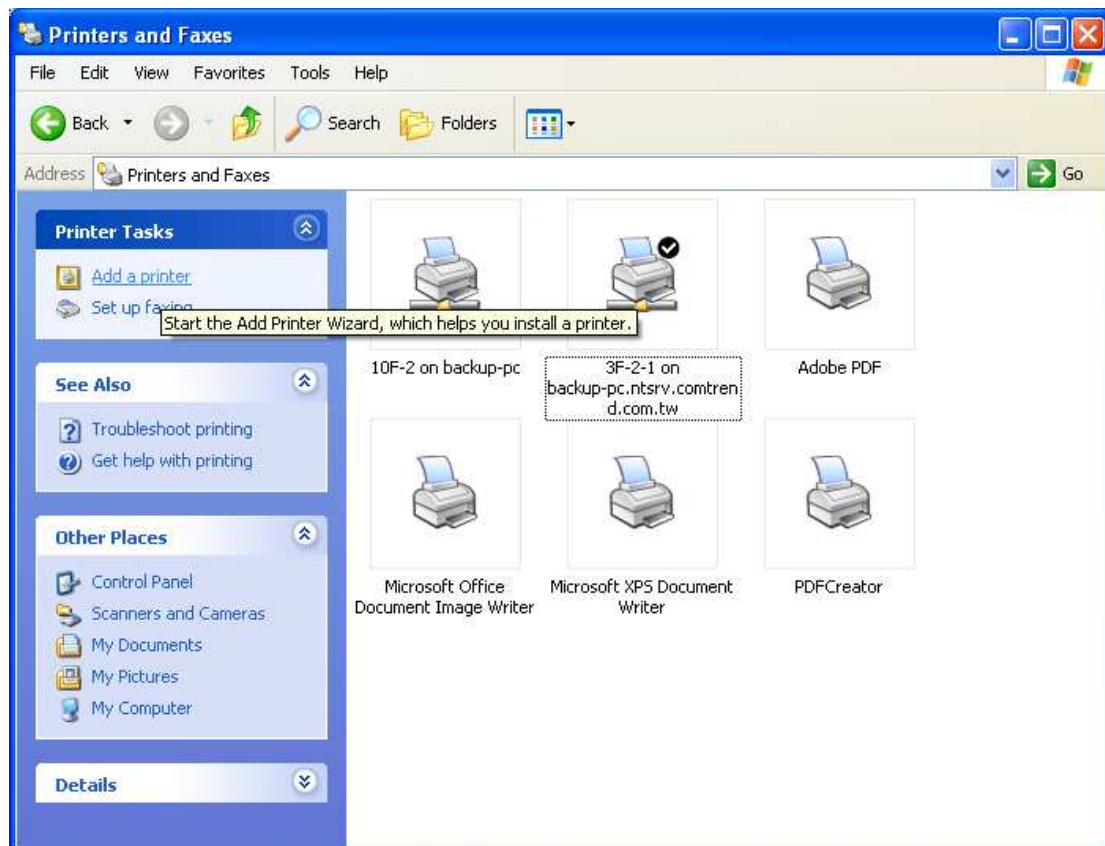 Printers and Faxes
File Edit View Favorites Tools Help
Back Search Folders
Address Printers and Faxes Go
Printer Tasks
Add a printer
Set up faxing
Start the Add Printer Wizard, which helps you install a printer.
See Also
Troubleshoot printing
Get help with printing
Other Places
Control Panel
Scanners and Cameras
My Documents
My Pictures
My Computer
Details
10F-2 on backup-pc
3F-2-1 on
backup-pc.ntsrv.comtren
d.com.tw
Adobe PDF
Microsoft Office
Document Image Writer
Microsoft XPS Document
Writer
PDFCreator